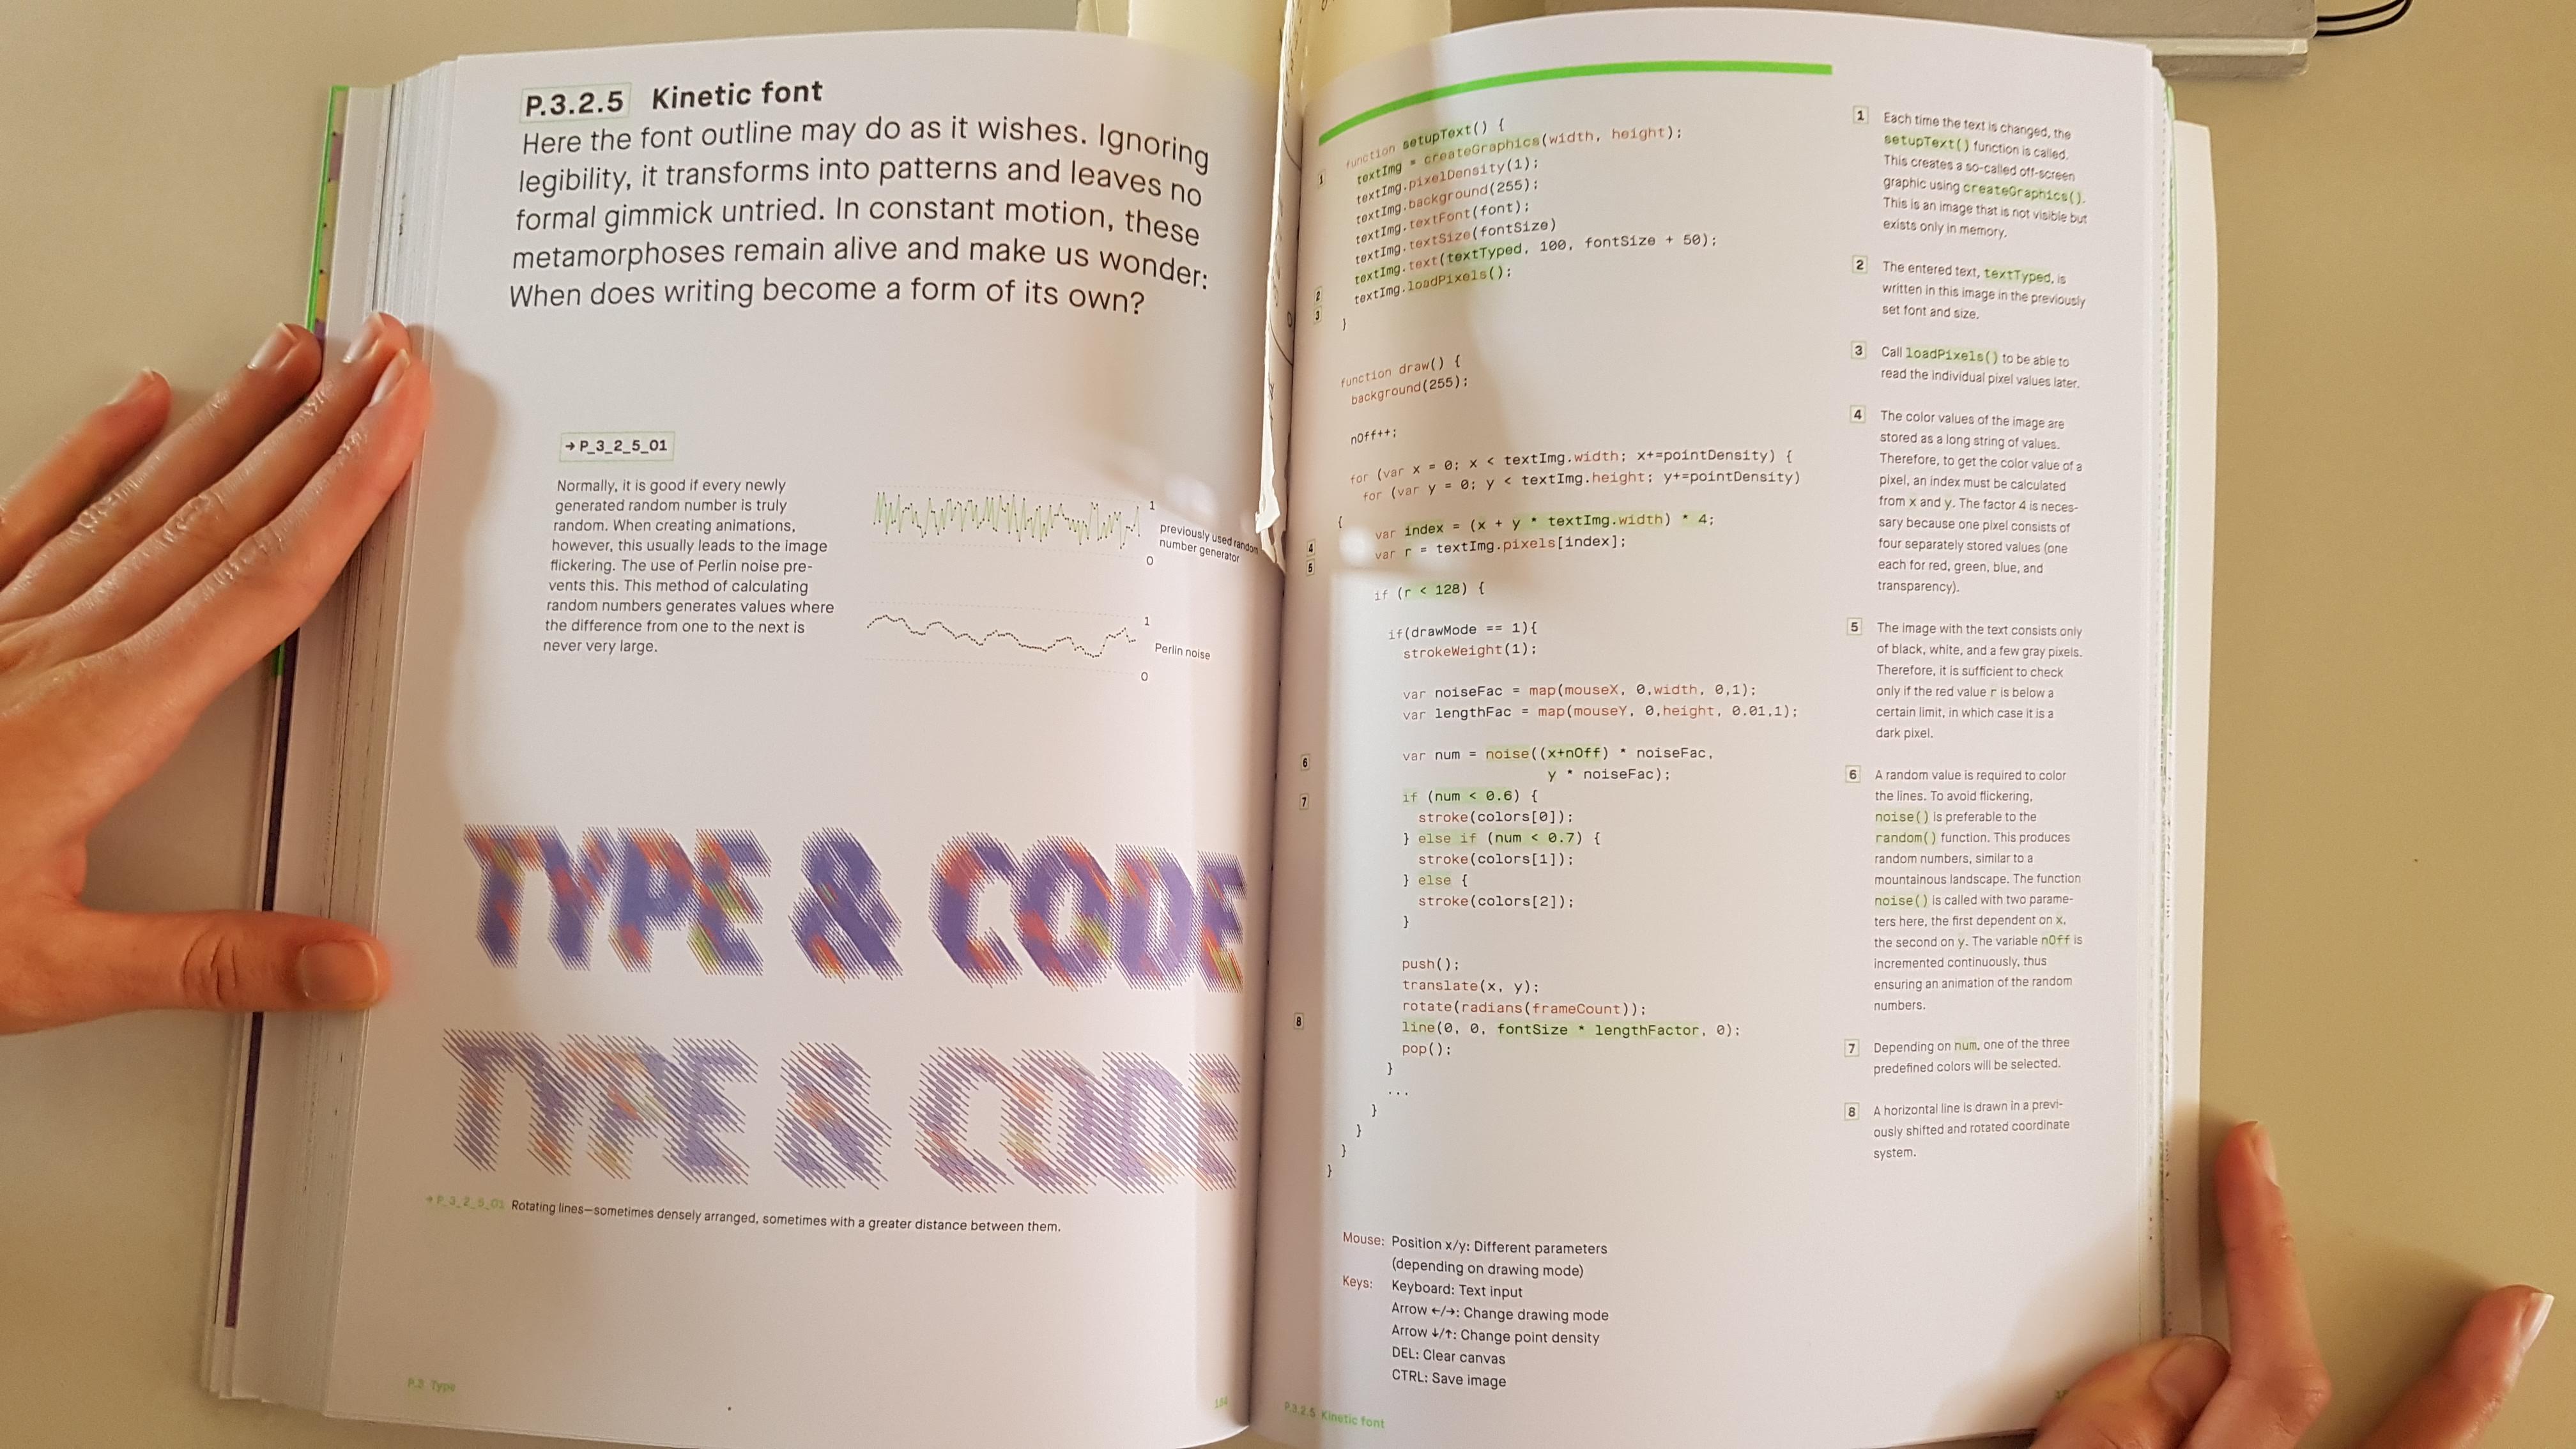 P.3.2.5 Kinetic font
Here the font outline may do as it wishes. Ignoring
legibility, it transforms into patterns and leaves no
formal gimmick untried. In constant motion, these
metamorphoses remain alive and make us wonder:
When does writing become a form of its own?
→P_3_2_5_01
Normally, it is good if every newly
generated random number is truly
random. When creating animations,
however, this usually leads to the image
flickering. The use of Perlin noise pre-
vents this. This method of calculating
random numbers generates values where
the difference from one to the next is
never very large.
1
0
previously used random
number generator
1
0
Perlin noise
TYPE & CODE
TYPE & CODE
→P_3_2_5_01 Rotating lines—sometimes densely arranged, sometimes with a greater distance between them.
P.3 Type
184
function setupText() {
1 textImg = createGraphics(width, height);
textImg.pixelDensity(1);
textImg.background(255);
textImg.textFont(font);
textImg.textSize(fontSize)
2 textImg.text(textTyped, 100, fontSize + 50);
3 textImg.loadPixels();
}
function draw() {
background(255);
nOff++;
for (var x = 0; x < textImg.width; x+=pointDensity) {
for (var y = 0; y < textImg.height; y+=pointDensity)
{
4 var index = (x + y * textImg.width) * 4;
5 var r = textImg.pixels[index];
if (r < 128) {
if(drawMode == 1){
strokeWeight(1);
var noiseFac = map(mouseX, 0,width, 0,1);
var lengthFac = map(mouseY, 0,height, 0.01,1);
6 var num = noise((x+nOff) * noiseFac,
y * noiseFac);
7 if (num < 0.6) {
stroke(colors[0]);
} else if (num < 0.7) {
stroke(colors[1]);
} else {
stroke(colors[2]);
}
push();
translate(x, y);
rotate(radians(frameCount));
8 line(0, 0, fontSize * lengthFactor, 0);
pop();
}
...
}
}
}
}
Mouse: Position x/y: Different parameters
(depending on drawing mode)
Keys: Keyboard: Text input
Arrow ←/→: Change drawing mode
Arrow ↓/↑: Change point density
DEL: Clear canvas
CTRL: Save image
P.3.2.5 Kinetic font
1 Each time the text is changed, the
setupText() function is called.
This creates a so-called off-screen
graphic using createGraphics().
This is an image that is not visible but
exists only in memory.
2 The entered text, textTyped, is
written in this image in the previously
set font and size.
3 Call loadPixels() to be able to
read the individual pixel values later.
4 The color values of the image are
stored as a long string of values.
Therefore, to get the color value of a
pixel, an index must be calculated
from x and y. The factor 4 is neces-
sary because one pixel consists of
four separately stored values (one
each for red, green, blue, and
transparency).
5 The image with the text consists only
of black, white, and a few gray pixels.
Therefore, it is sufficient to check
only if the red value r is below a
certain limit, in which case it is a
dark pixel.
6 A random value is required to color
the lines. To avoid flickering,
noise() is preferable to the
random() function. This produces
random numbers, similar to a
mountainous landscape. The function
noise() is called with two parame-
ters here, the first dependent on x,
the second on y. The variable nOff is
incremented continuously, thus
ensuring an animation of the random
numbers.
7 Depending on num, one of the three
predefined colors will be selected.
8 A horizontal line is drawn in a previ-
ously shifted and rotated coordinate
system.